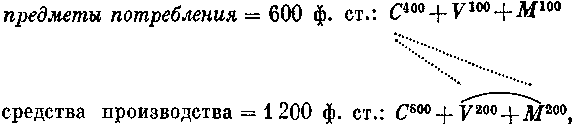 предметы потребления = 600 ф. ст.: C⁴⁰⁰ + V¹⁰⁰ + M¹⁰⁰
средства производства = 1 200 ф. ст.: C⁸⁰⁰ + V²⁰⁰ + M²⁰⁰,